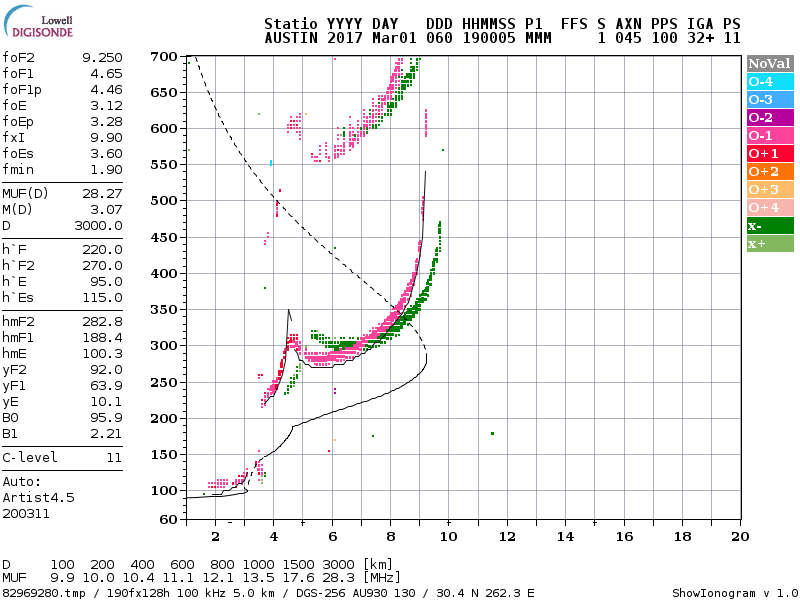 Lowell
DIGISONDE
Statio YYYY DAY DDD HHMMSS P1 FFS S AXN PPS IGA PS
AUSTIN 2017 Mar01 060 190005 MMM 1 045 100 32+ 11
foF2 9.250
foF1 4.65
foF1p 4.46
foE 3.12
foEp 3.28
fxI 9.90
foEs 3.60
fmin 1.90
MUF(D) 28.27
M(D) 3.07
D 3000.0
h`F 220.0
h`F2 270.0
h`E 95.0
h`Es 115.0
hmF2 282.8
hmF1 188.4
hmE 100.3
yF2 92.0
yF1 63.9
yE 10.1
B0 95.9
B1 2.21
C-level 11
Auto:
Artist4.5
200311
700
650
600
550
500
450
400
350
300
250
200
150
100
60
2 4 6 8 10 12 14 16 18 20
NoVal
O-4
O-3
O-2
O-1
O+1
O+2
O+3
O+4
X-
X+
D 100 200 400 600 800 1000 1500 3000 [km]
MUF 9.9 10.0 10.4 11.1 12.1 13.5 17.6 28.3 [MHz]
82969280.tmp / 190fx128h 100 kHz 5.0 km / DGS-256 AU930 130 / 30.4 N 262.3 E
ShowIonogram v 1.0